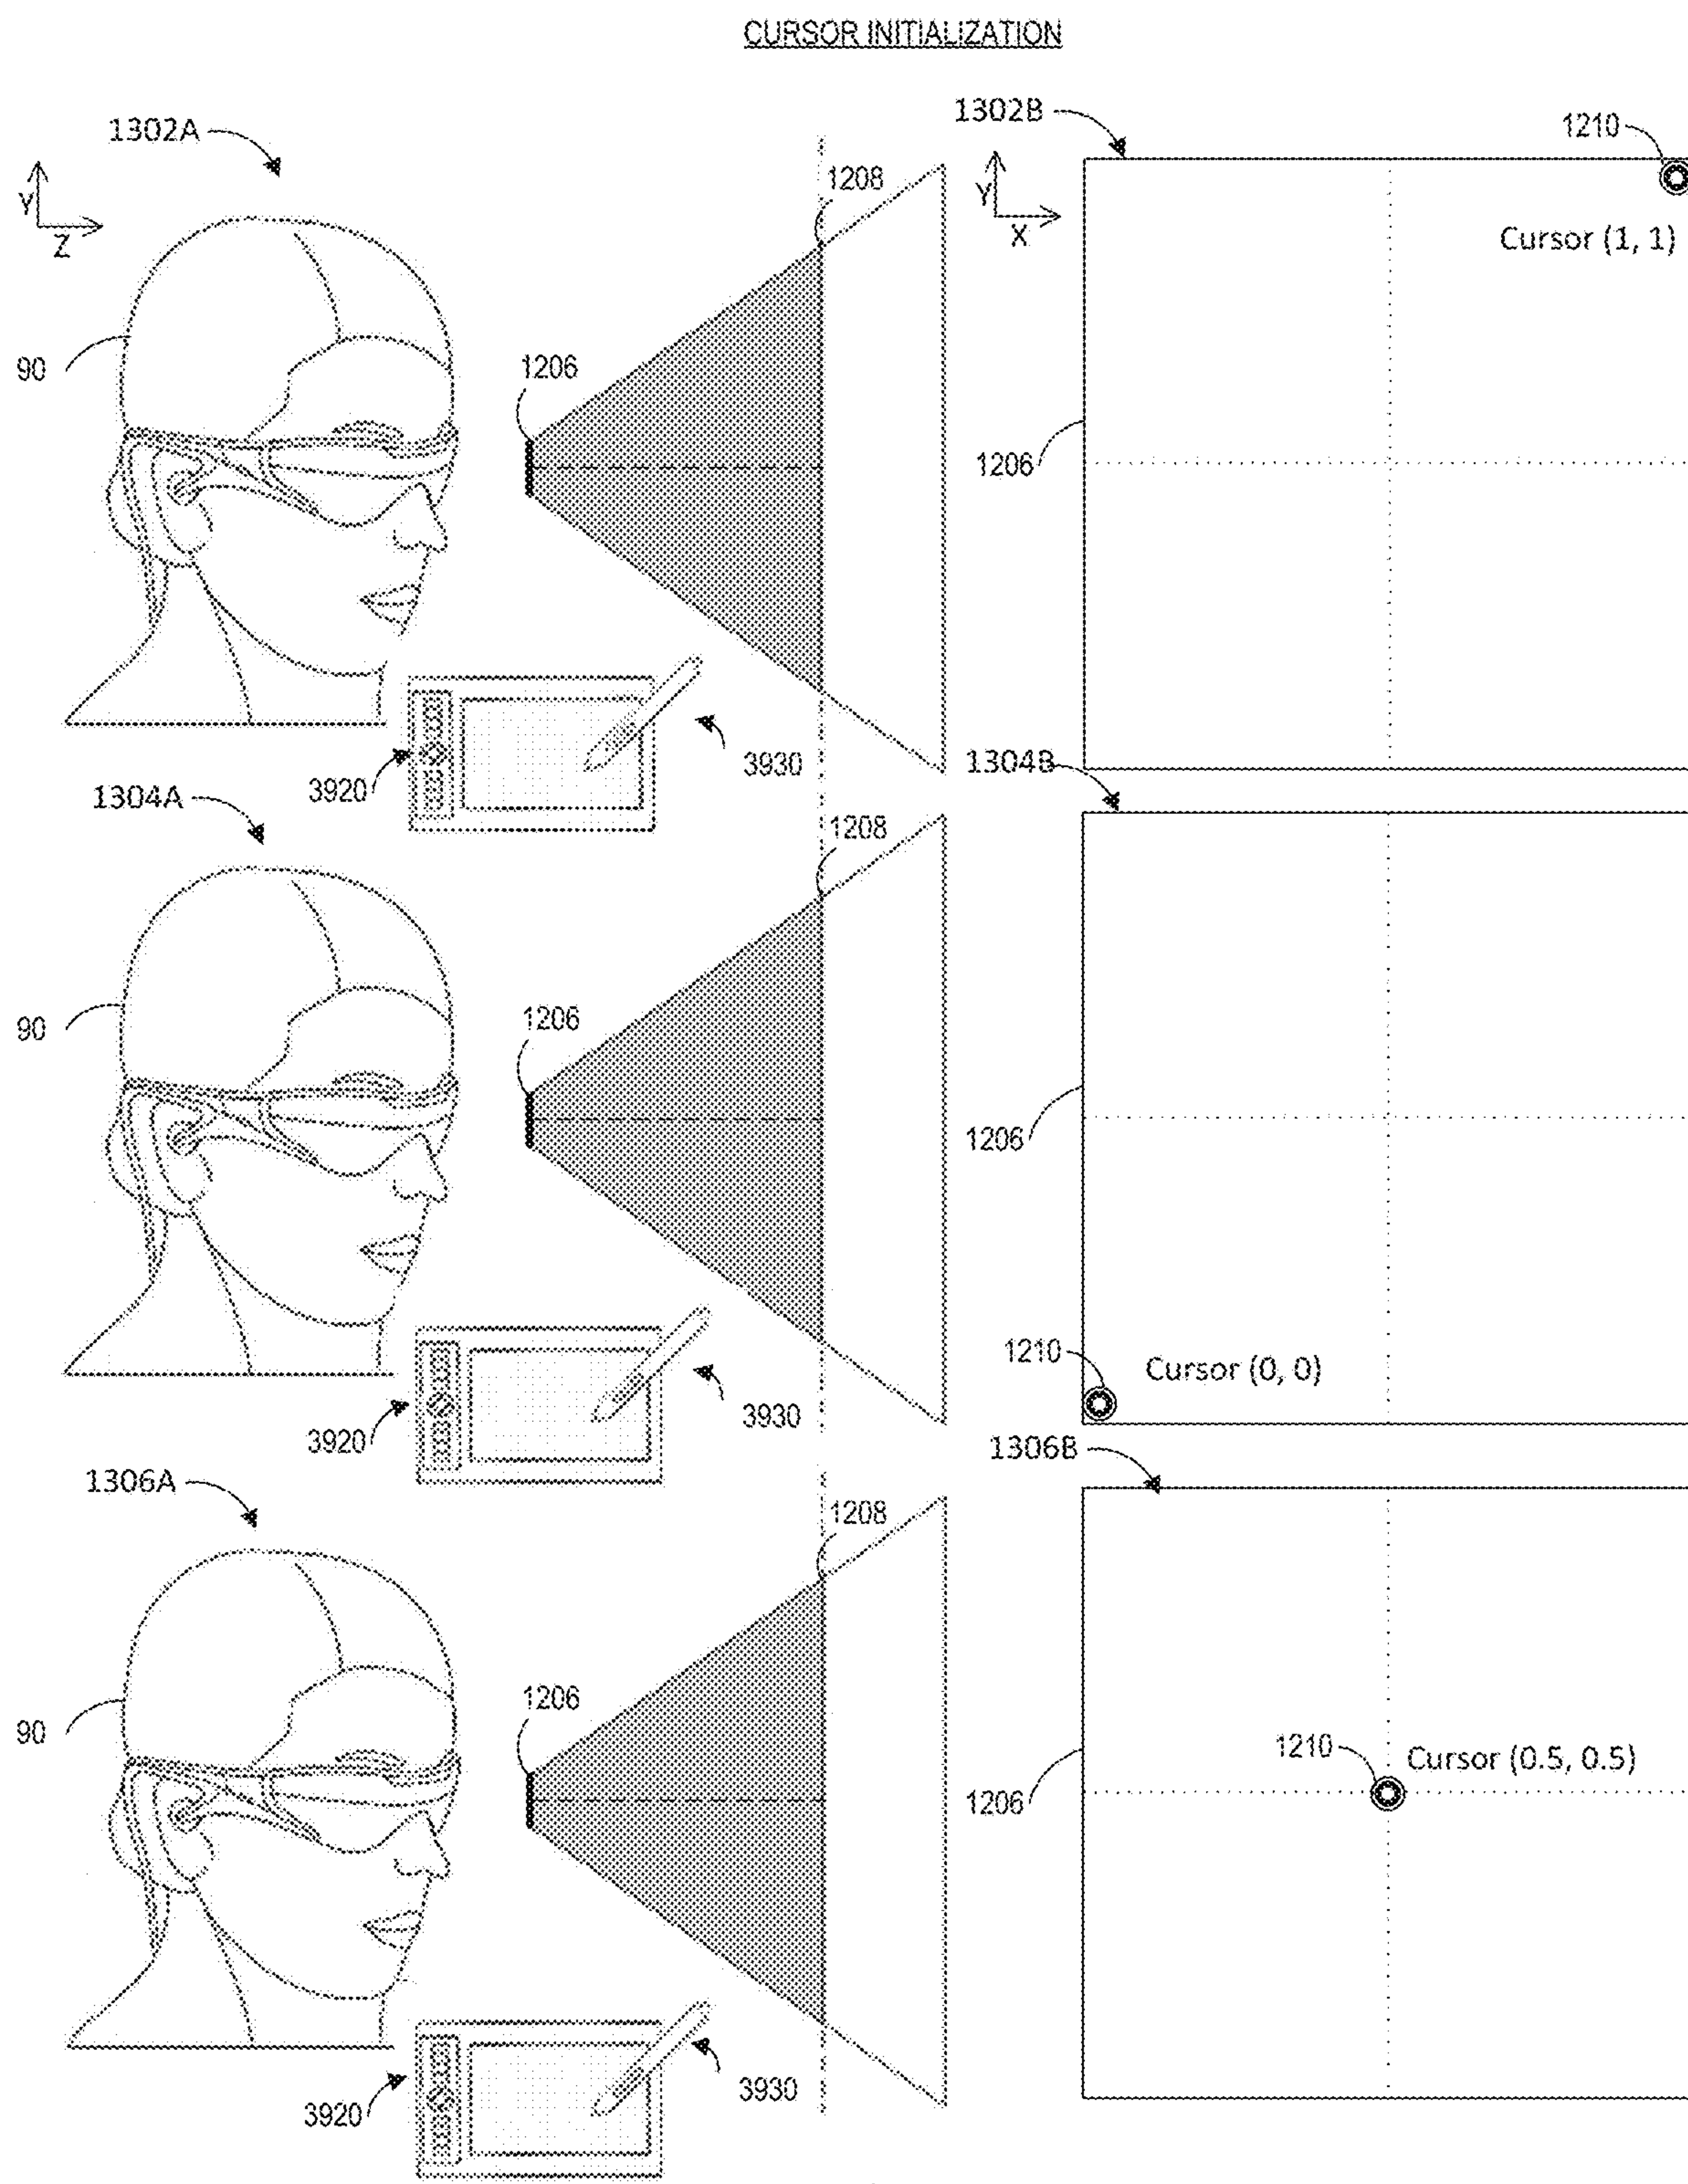 CURSOR INITIALIZATION
1302A
1302B
1210
Y
Z
1208
Y
X
Cursor (1, 1)
90
1206
1206
3920
3930
1304A
1304B
1208
90
1206
1206
1210
Cursor (0, 0)
3920
3930
1306A
1306B
1208
90
1206
1210
Cursor (0.5, 0.5)
1206
3920
3930